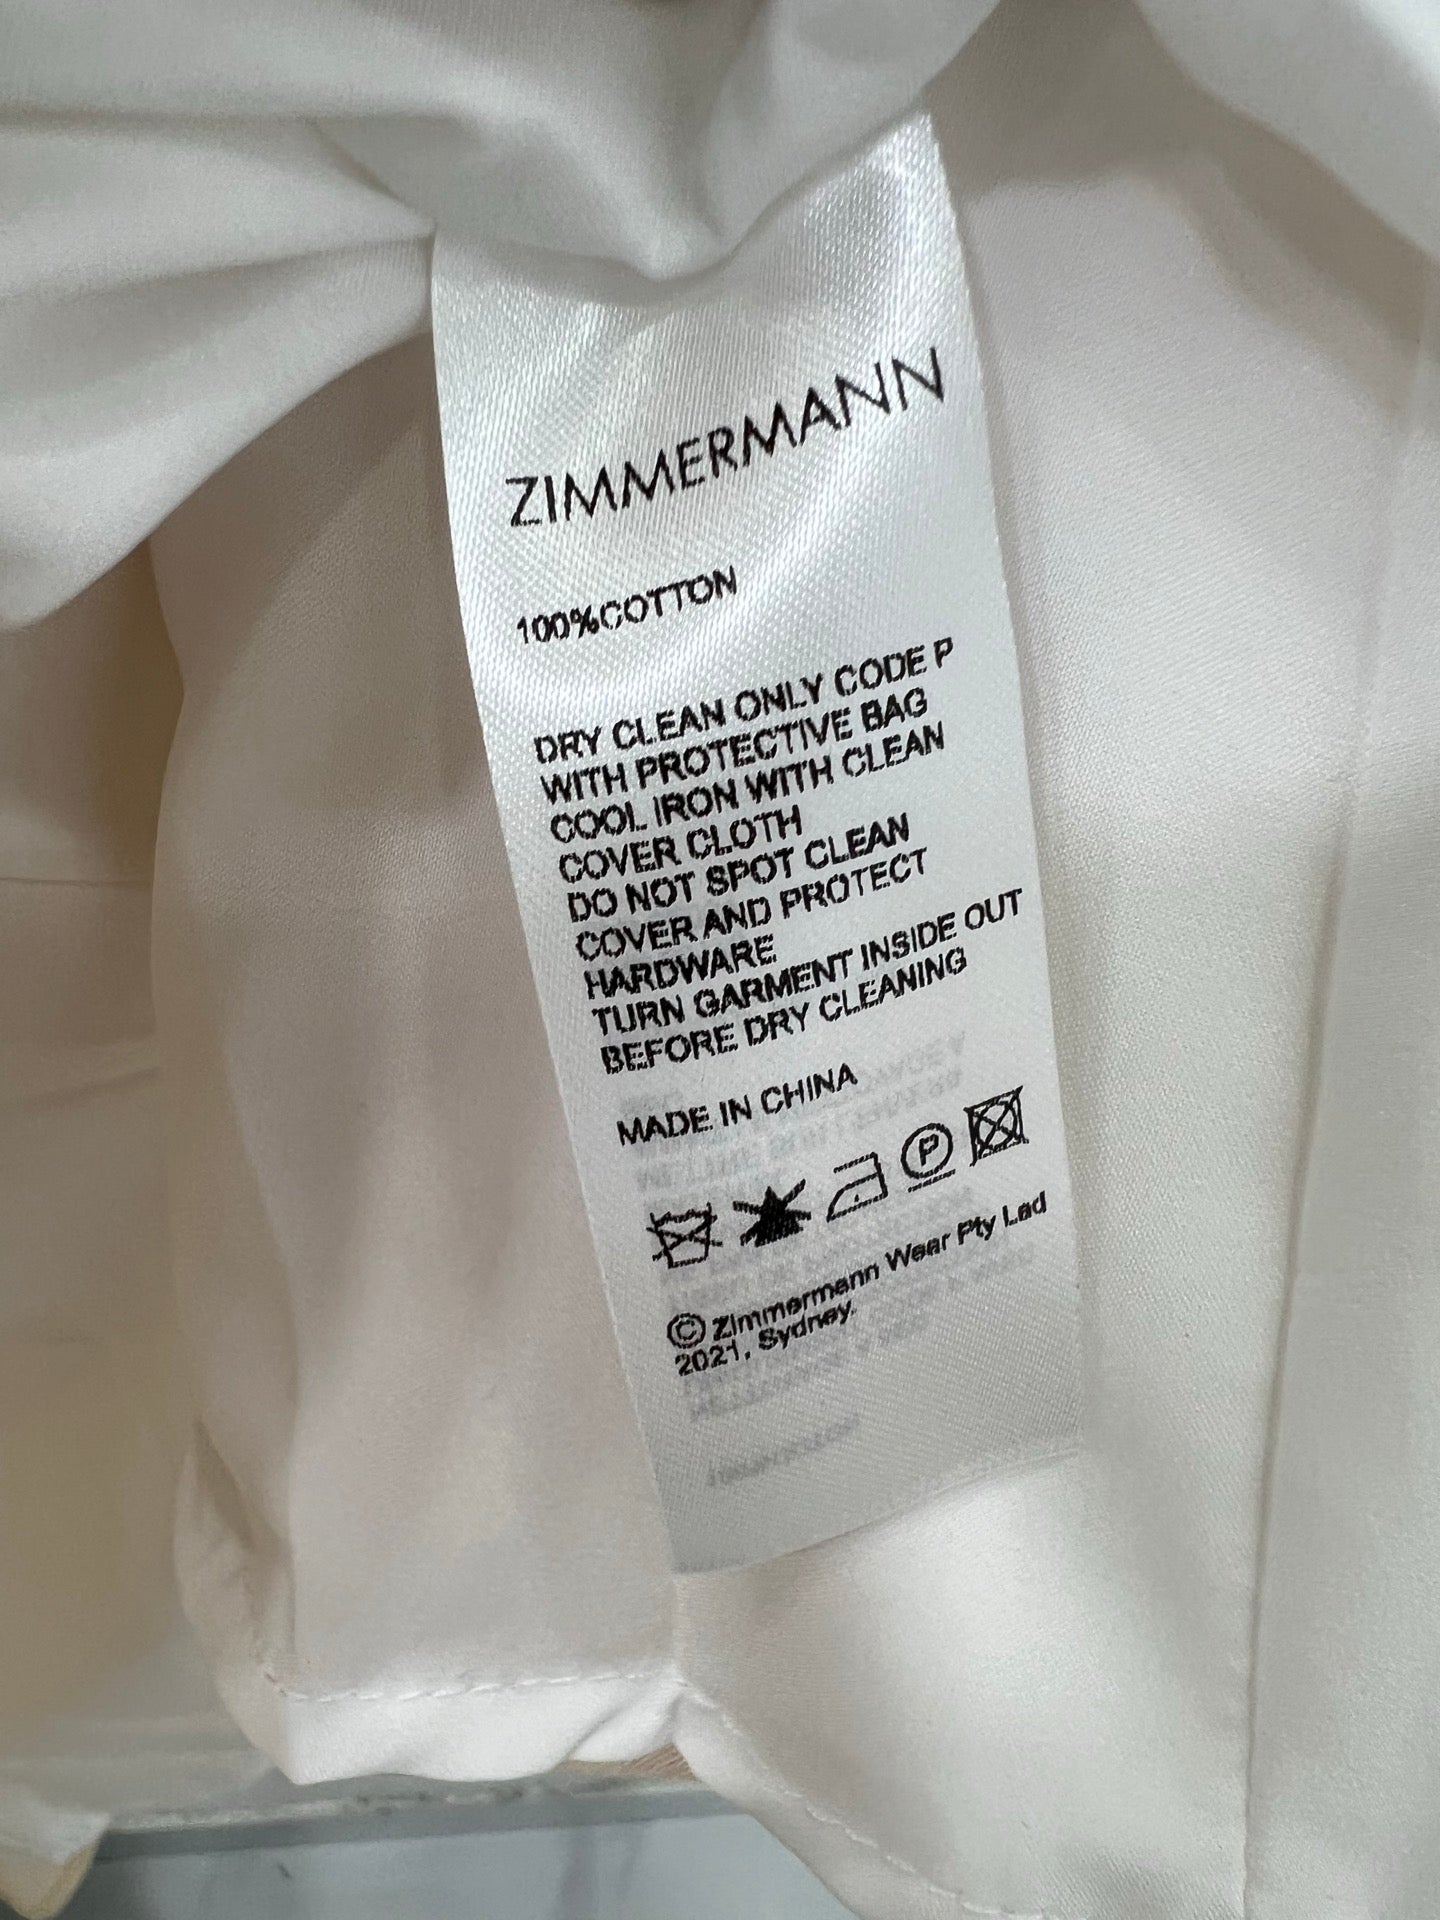 ZIMMERMANN
100%COTTON
DRY CLEAN ONLY CODE P
WITH PROTECTIVE BAG
COOL IRON WITH CLEAN
COVER CLOTH
DO NOT SPOT CLEAN
COVER AND PROTECT
HARDWARE
TURN GARMENT INSIDE OUT
BEFORE DRY CLEANING
MADE IN CHINA
P
© Zimmermann Wear Pty Lad
2021, Sydney.